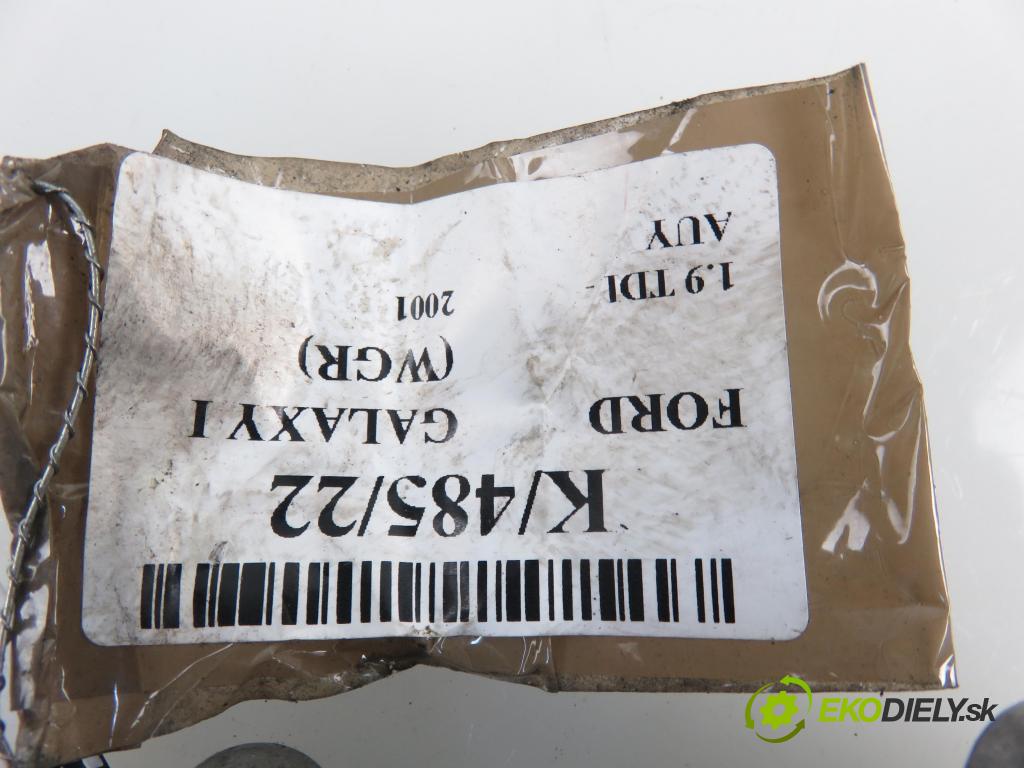 K/485/22
FORD GALAXY I
(WGR)
1.9 TDI - 2001
AUY
EKODIELY.sk